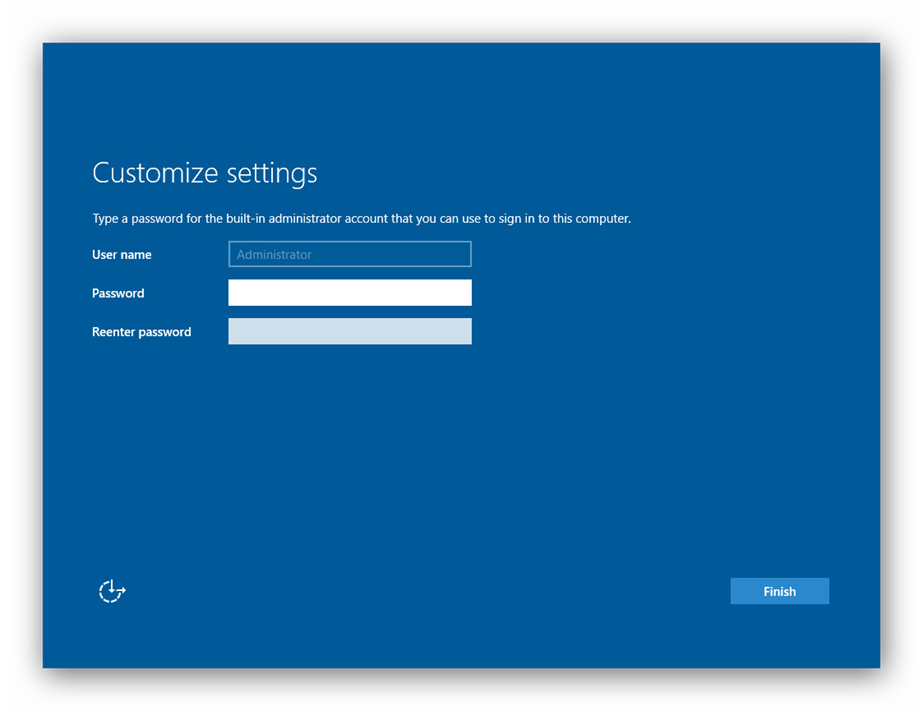 Customize settings
Type a password for the built-in administrator account that you can use to sign in to this computer.
User name
Administrator
Password
Reenter password
Finish